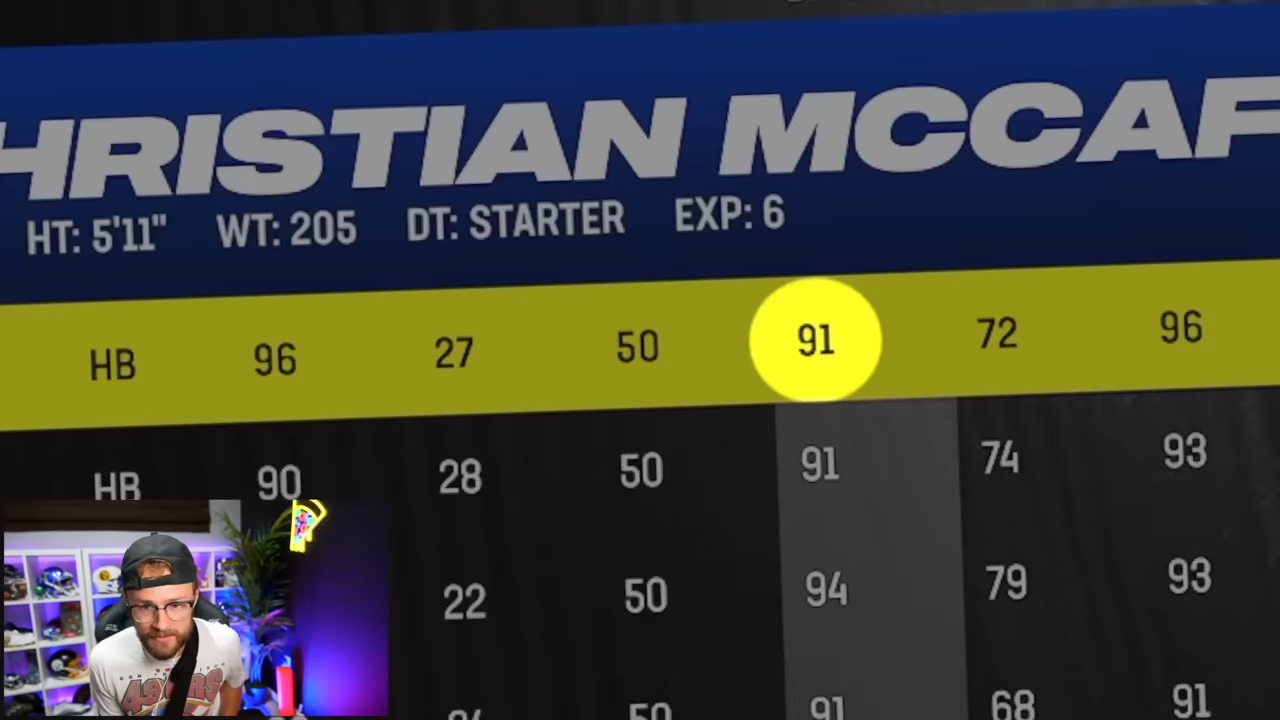 HRISTIAN MCCAF
HT: 5'11" WT: 205 DT: STARTER EXP: 6
HB 96 27 50 91 72 96
HB 90 28 50 91 74 93
22 50 94 79 93
50 91 68 91
49ERS